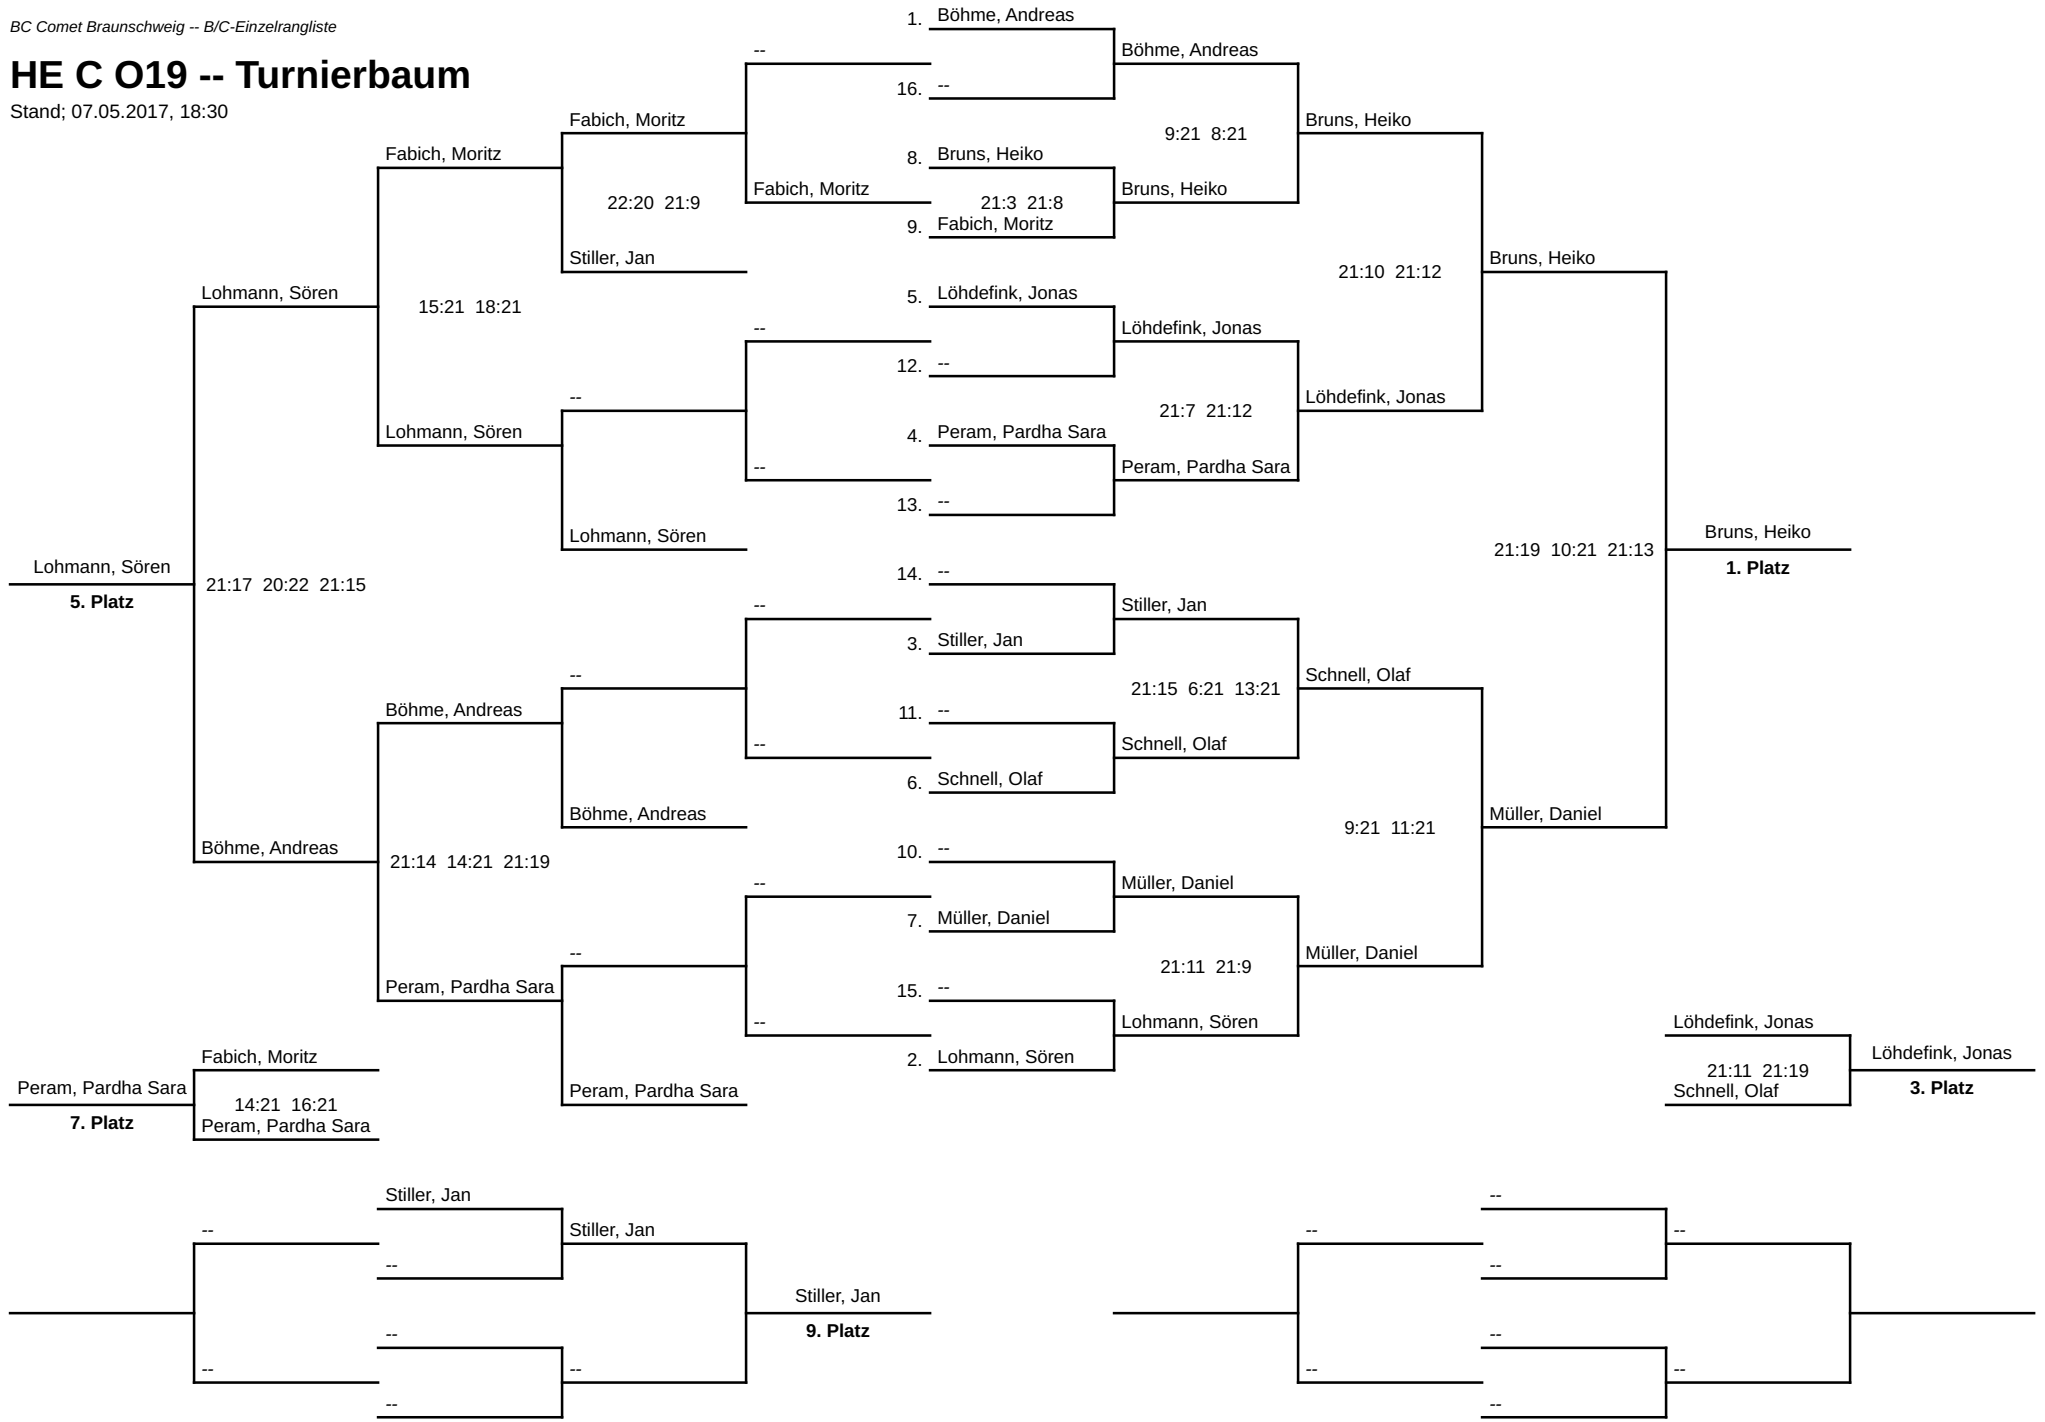 BC Comet Braunschweig -- B/C-Einzelrangliste
HE C O19 -- Turnierbaum
Stand; 07.05.2017, 18:30
1. Böhme, Andreas
16. --
8. Bruns, Heiko
21:3 21:8
9. Fabich, Moritz
5. Löhdefink, Jonas
12. --
4. Peram, Pardha Sara
13. --
14. --
3. Stiller, Jan
11. --
6. Schnell, Olaf
10. --
7. Müller, Daniel
15. --
2. Lohmann, Sören
Böhme, Andreas
9:21 8:21
Bruns, Heiko
Löhdefink, Jonas
21:7 21:12
Peram, Pardha Sara
Stiller, Jan
21:15 6:21 13:21
Schnell, Olaf
Müller, Daniel
21:11 21:9
Lohmann, Sören
Bruns, Heiko
21:10 21:12
Löhdefink, Jonas
Schnell, Olaf
9:21 11:21
Müller, Daniel
Bruns, Heiko
21:19 10:21 21:13
Müller, Daniel
Bruns, Heiko
1. Platz
Löhdefink, Jonas
21:11 21:19
Schnell, Olaf
Löhdefink, Jonas
3. Platz
--
Fabich, Moritz
--
--
--
--
--
--
Fabich, Moritz
22:20 21:9
Stiller, Jan
--
Lohmann, Sören
--
Böhme, Andreas
--
Peram, Pardha Sara
Fabich, Moritz
15:21 18:21
Lohmann, Sören
Böhme, Andreas
21:14 14:21 21:19
Peram, Pardha Sara
Lohmann, Sören
21:17 20:22 21:15
Böhme, Andreas
Lohmann, Sören
5. Platz
Fabich, Moritz
14:21 16:21
Peram, Pardha Sara
Peram, Pardha Sara
7. Platz
Stiller, Jan
--
--
--
Stiller, Jan
--
Stiller, Jan
9. Platz
--
--
--
--
--
--
--
--
--
--